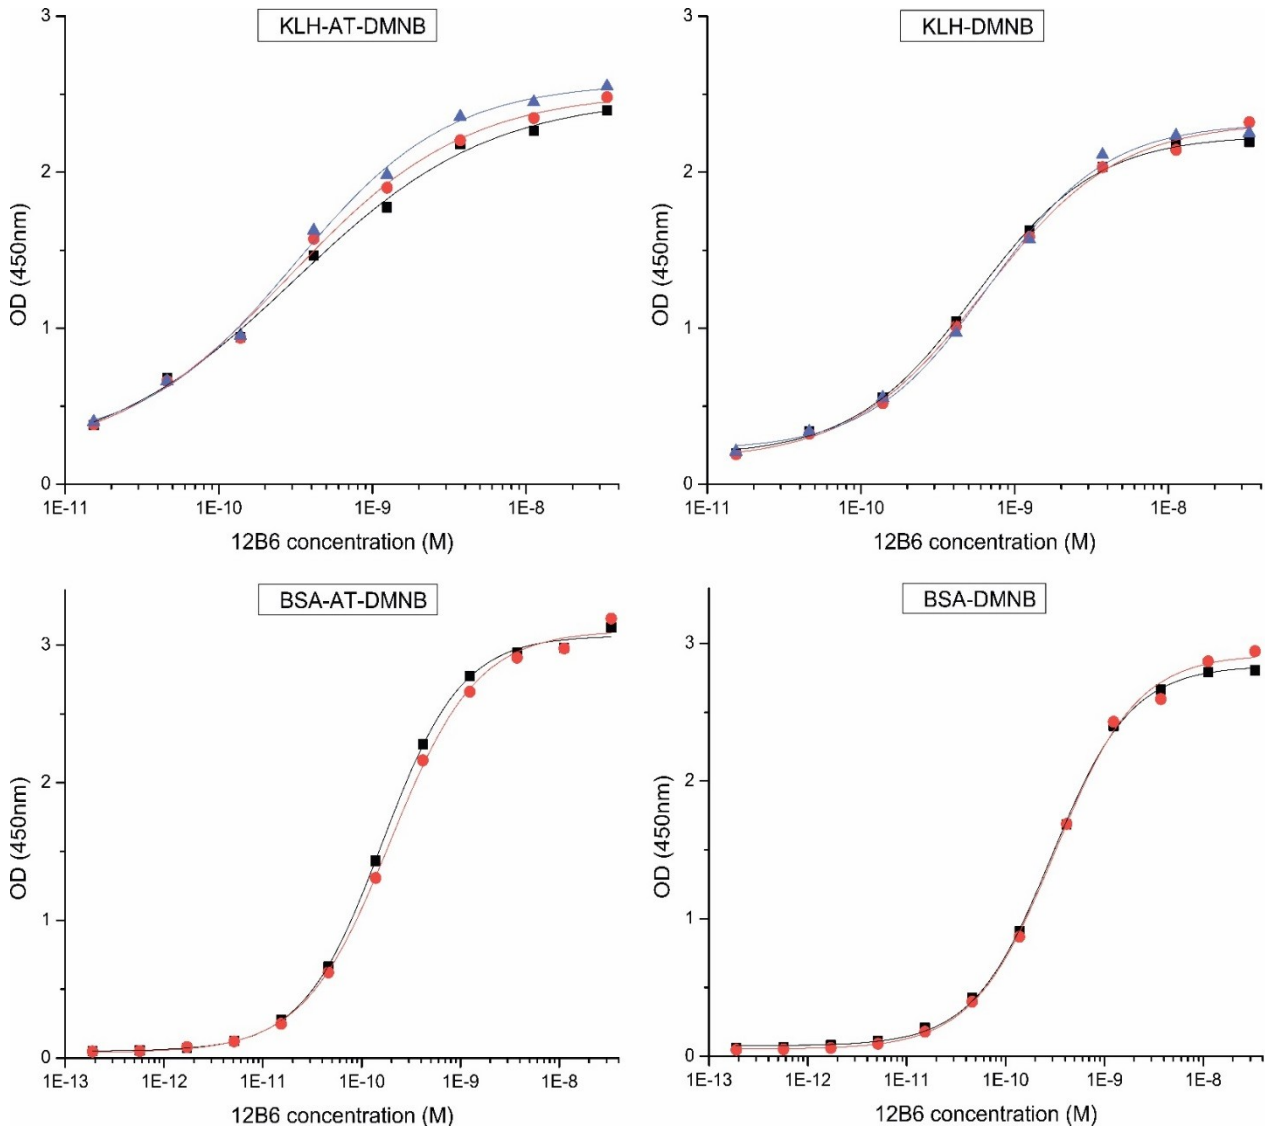 KLH-AT-DMNB
3
2
1
0
OD (450nm)
1E-11 1E-10 1E-9 1E-8
12B6 concentration (M)
KLH-DMNB
3
2
1
0
OD (450nm)
1E-11 1E-10 1E-9 1E-8
12B6 concentration (M)
BSA-AT-DMNB
3
2
1
0
OD (450nm)
1E-13 1E-12 1E-11 1E-10 1E-9 1E-8
12B6 concentration (M)
BSA-DMNB
3
2
1
0
OD (450nm)
1E-13 1E-12 1E-11 1E-10 1E-9 1E-8
12B6 concentration (M)